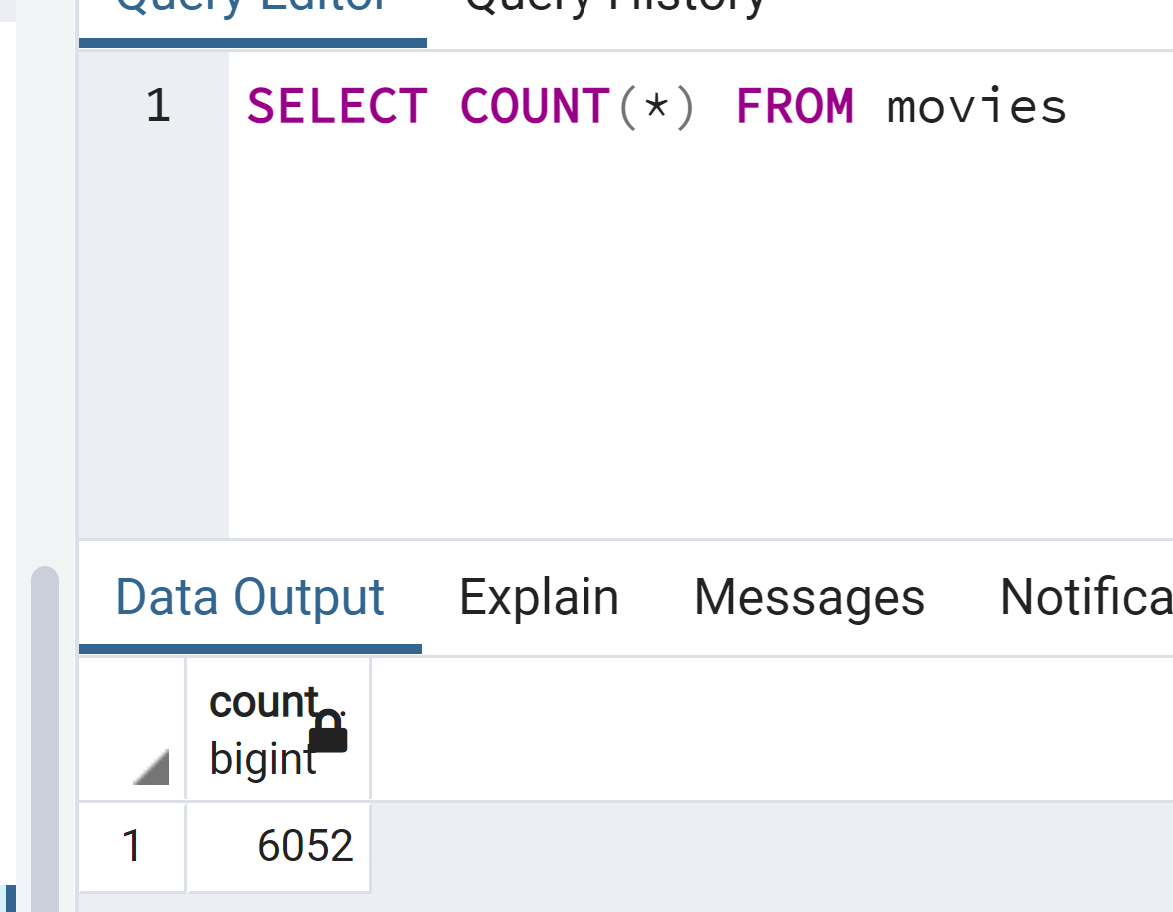 Query Editor Query History
1 SELECT COUNT(*) FROM movies
Data Output Explain Messages Notifica
count
bigint
1 6052